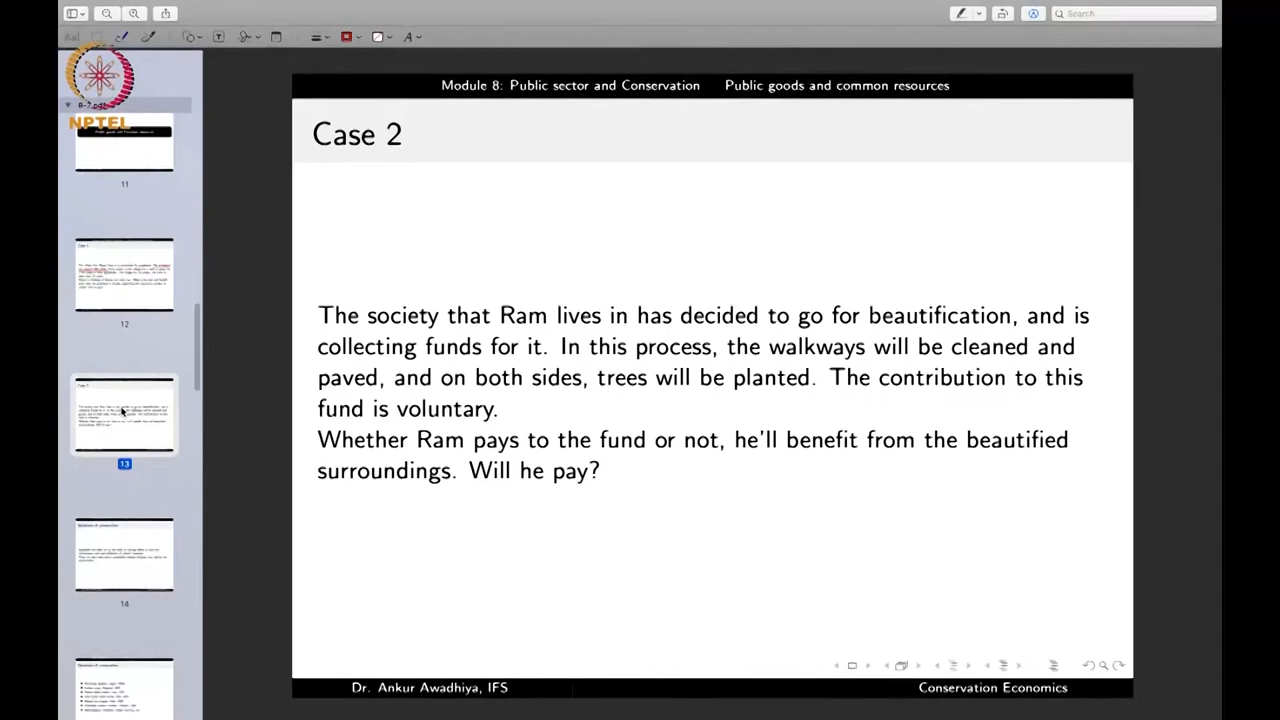 Search
NPTEL
11
12
13
14
Module 8: Public sector and Conservation Public goods and common resources
Case 2
The society that Ram lives in has decided to go for beautification, and is
collecting funds for it. In this process, the walkways will be cleaned and
paved, and on both sides, trees will be planted. The contribution to this
fund is voluntary.
Whether Ram pays to the fund or not, he'll benefit from the beautified
surroundings. Will he pay?
Dr. Ankur Awadhiya, IFS Conservation Economics